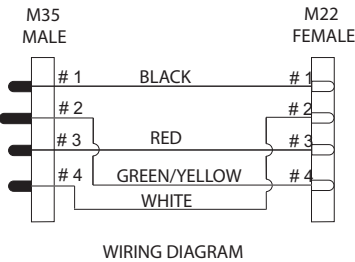 M35
MALE
M22
FEMALE
# 1
BLACK
# 1
# 2
# 2
# 3
RED
# 3
# 4
GREEN/YELLOW
# 4
WHITE
WIRING DIAGRAM